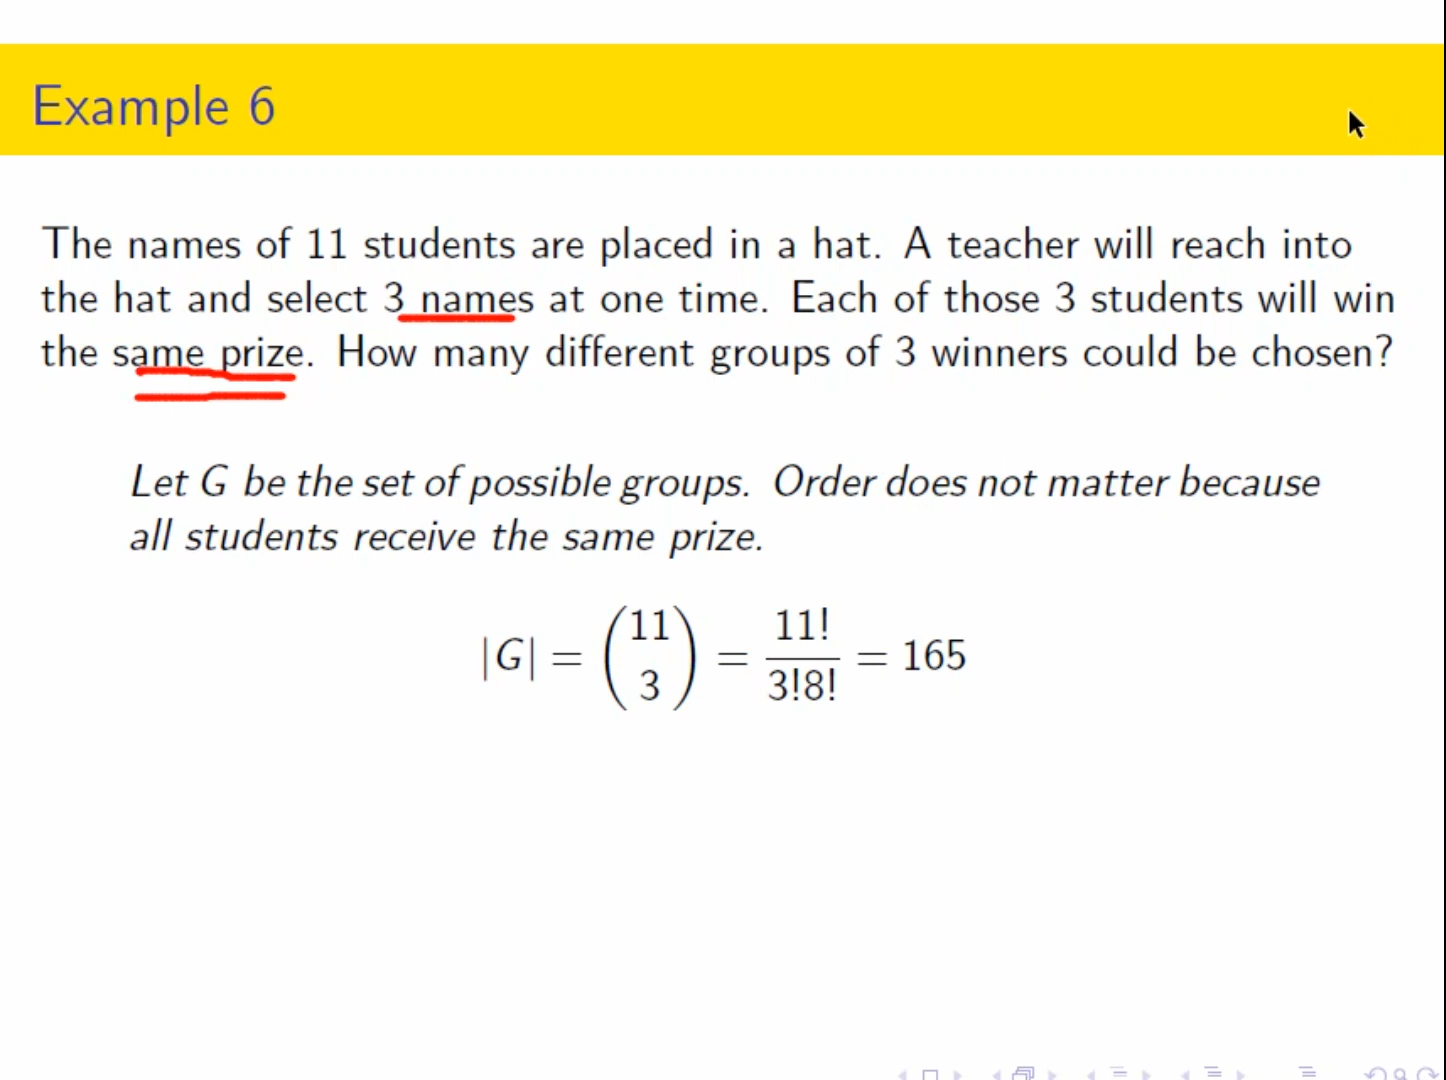 Example 6
The names of 11 students are placed in a hat. A teacher will reach into
the hat and select 3 names at one time. Each of those 3 students will win
the same prize. How many different groups of 3 winners could be chosen?
Let G be the set of possible groups. Order does not matter because
all students receive the same prize.
|G| = (11 3) = 11!/3!8! = 165